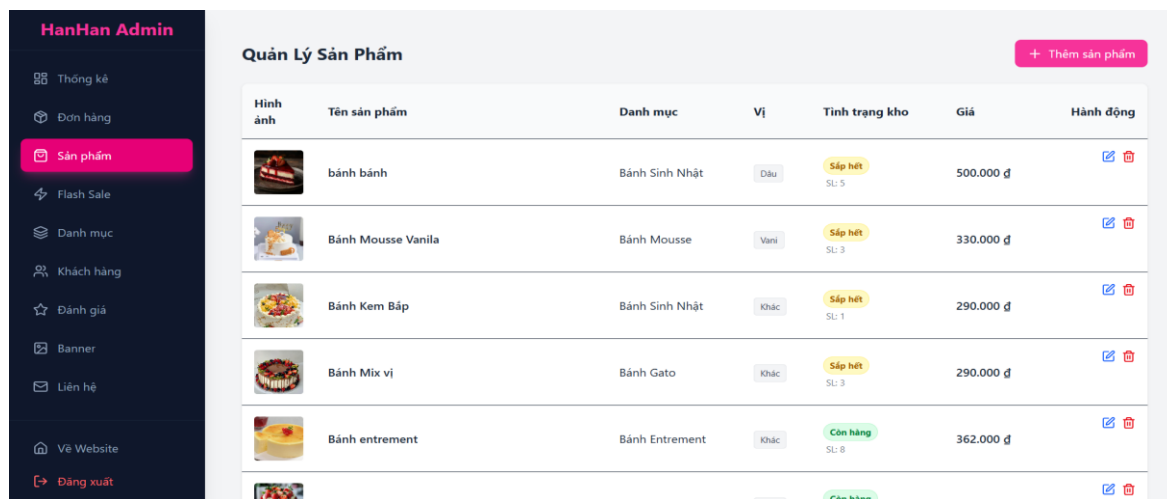 HanHan Admin
Thống kê
Đơn hàng
Sản phẩm
Flash Sale
Danh mục
Khách hàng
Đánh giá
Banner
Liên hệ
Về Website
Đăng xuất
Quản Lý Sản Phẩm
+ Thêm sản phẩm
Hình ảnh Tên sản phẩm Danh mục Vị Tình trạng kho Giá Hành động
bánh bánh Bánh Sinh Nhật Dâu Sắp hết 500.000 ₫
SL: 5
Bánh Mousse Vanila Bánh Mousse Vani Sắp hết 330.000 ₫
SL: 3
Bánh Kem Bắp Bánh Sinh Nhật Khác Sắp hết 290.000 ₫
SL: 1
Bánh Mix vị Bánh Gato Khác Sắp hết 290.000 ₫
SL: 3
Bánh entrement Bánh Entrement Khác Còn hàng 362.000 ₫
SL: 8
Còn hàng